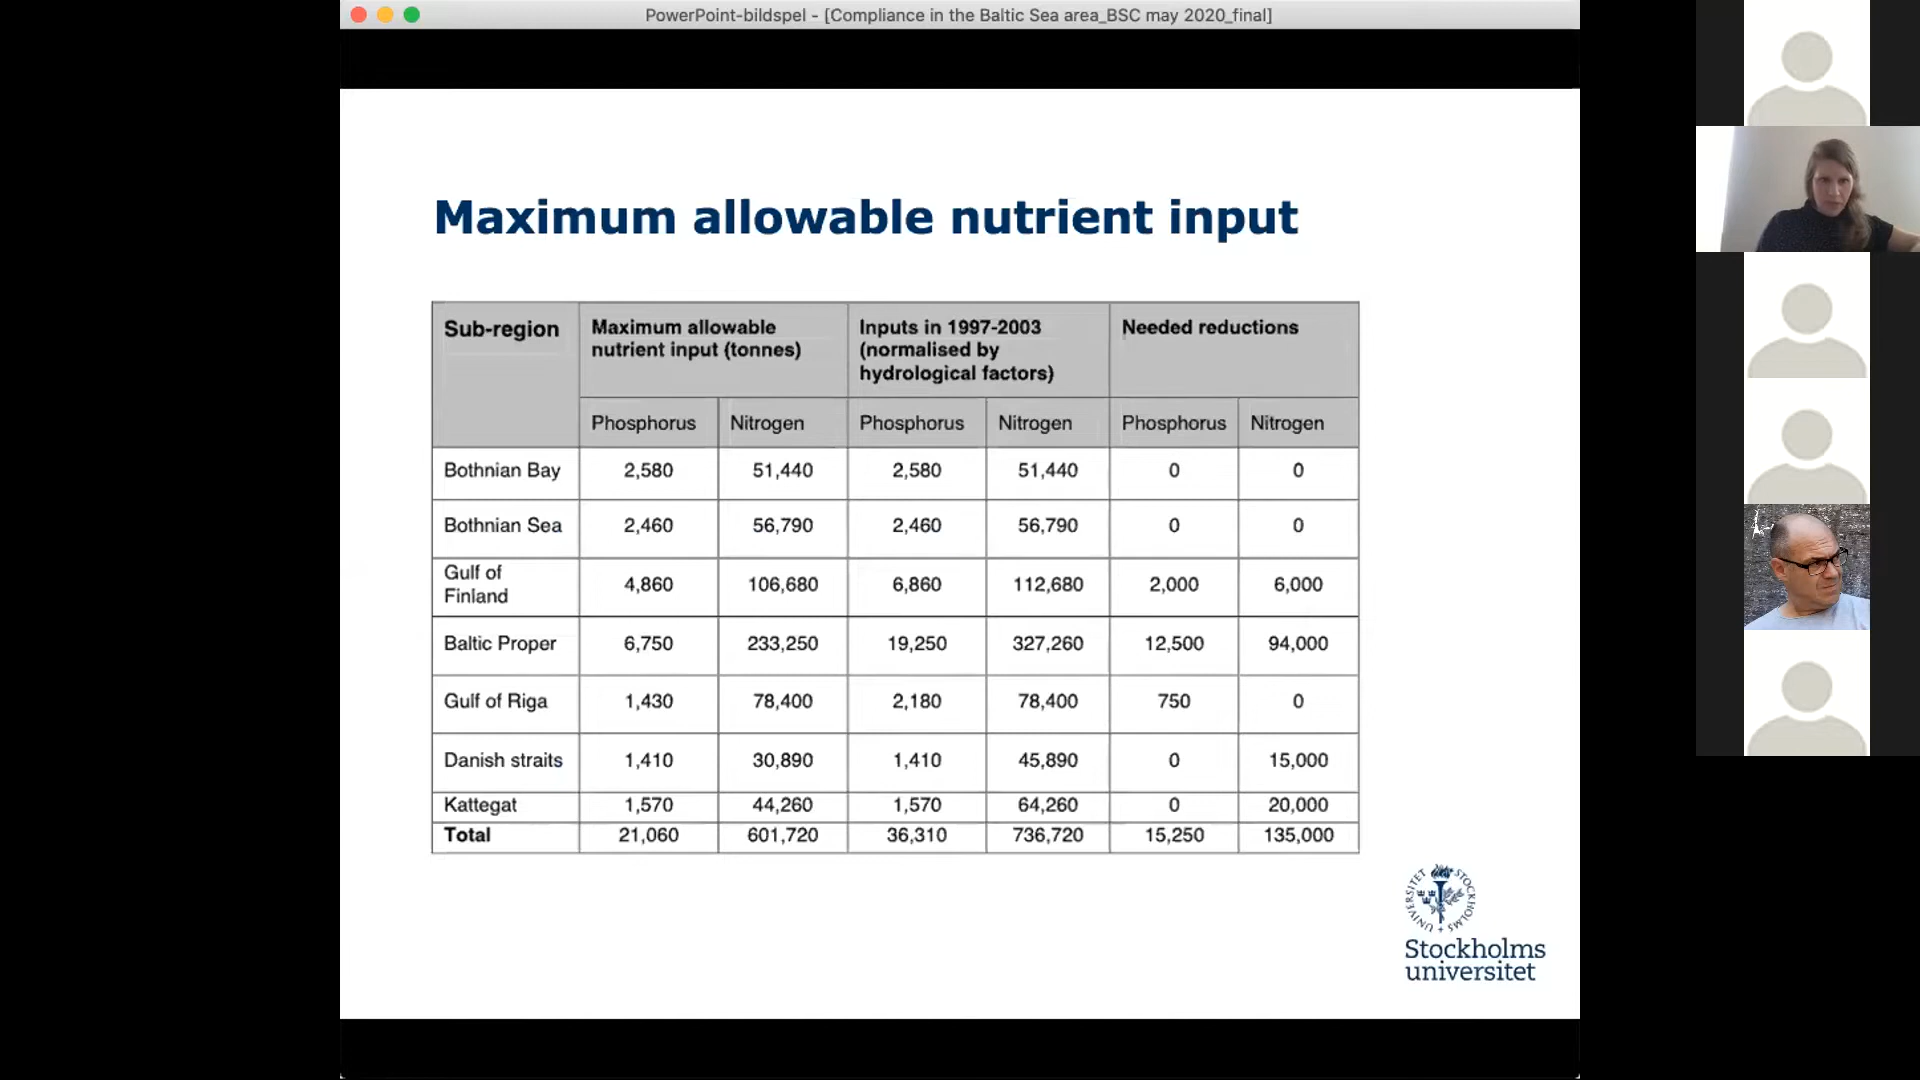 PowerPoint-bildspel - [Compliance in the Baltic Sea area_BSC may 2020_final]
Maximum allowable nutrient input
Sub-region Maximum allowable nutrient input (tonnes) Inputs in 1997-2003 (normalised by hydrological factors) Needed reductions
Phosphorus Nitrogen Phosphorus Nitrogen Phosphorus Nitrogen
Bothnian Bay 2,580 51,440 2,580 51,440 0 0
Bothnian Sea 2,460 56,790 2,460 56,790 0 0
Gulf of Finland 4,860 106,680 6,860 112,680 2,000 6,000
Baltic Proper 6,750 233,250 19,250 327,260 12,500 94,000
Gulf of Riga 1,430 78,400 2,180 78,400 750 0
Danish straits 1,410 30,890 1,410 45,890 0 15,000
Kattegat 1,570 44,260 1,570 64,260 0 20,000
Total 21,060 601,720 36,310 736,720 15,250 135,000
STOCKHOLMS UNIVERSITET
Stockholms
universitet